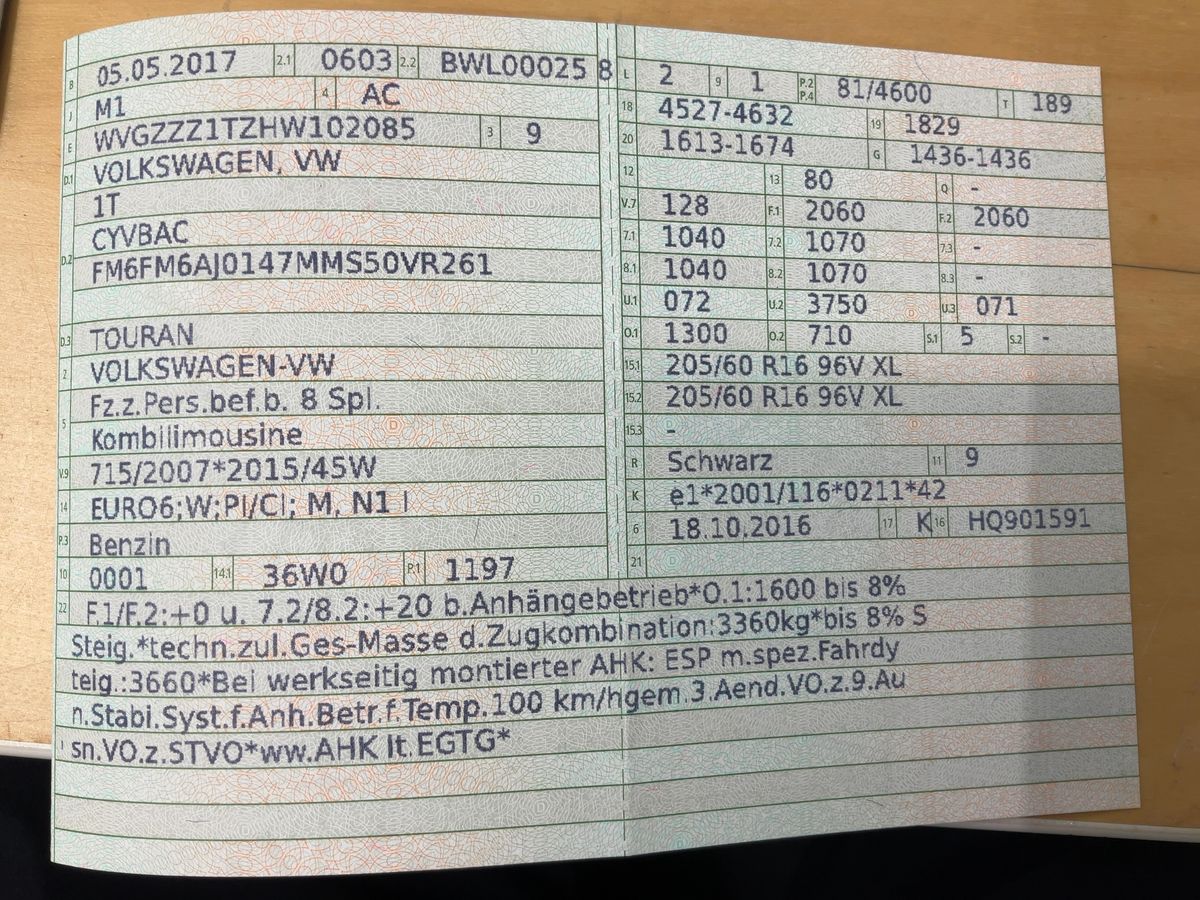 B 05.05.2017 2.1 0603 2.2 BWL00025 8
J M1 4 AC
E WVGZZZ1TZHW102085 3 9
D.1 VOLKSWAGEN, VW
1T
D.2 CYVBAC
FM6FM6AJ0147MMS50VR261
D.3 TOURAN
2 VOLKSWAGEN-VW
5 Fz.z.Pers.bef.b. 8 Spl.
Kombilimousine
V.9 715/2007*2015/45W
14 EURO6;W;PI/CI; M, N1 I
P.3 Benzin
10 0001 14.1 36W0 P.1 1197
L 2 9 1 P.2 P.4 81/4600 T 189
18 4527-4632 19 1829
20 1613-1674 G 1436-1436
12 13 80 Q -
V.7 128 F.1 2060 F.2 2060
7.1 1040 7.2 1070 7.3 -
8.1 1040 8.2 1070 8.3 -
U.1 072 U.2 3750 U.3 071
O.1 1300 O.2 710 S.1 5 S.2 -
15.1 205/60 R16 96V XL
15.2 205/60 R16 96V XL
15.3 -
R Schwarz 11 9
K e1*2001/116*0211*42
6 18.10.2016 17 K 16 HQ901591
21
22 F.1/F.2:+0 u. 7.2/8.2:+20 b.Anhängebetrieb*O.1:1600 bis 8%
Steig.*techn.zul.Ges-Masse d.Zugkombination:3360kg*bis 8% S
teig.:3660*Bei werkseitig montierter AHK: ESP m.spez.Fahrdy
n.Stabi.Syst.f.Anh.Betr.f.Temp.100 km/hgem.3.Aend.VO.z.9.Au
sn.VO.z.STVO*ww.AHK lt.EGTG*